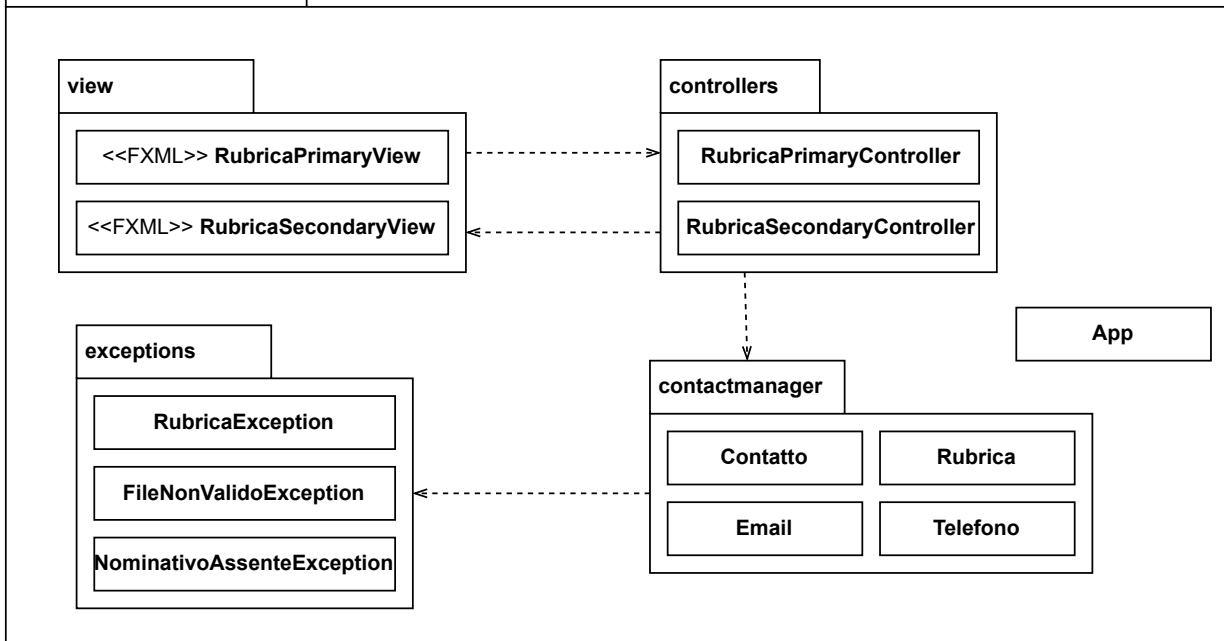 view
<<FXML>> RubricaPrimaryView
<<FXML>> RubricaSecondaryView
controllers
RubricaPrimaryController
RubricaSecondaryController
App
exceptions
RubricaException
FileNonValidoException
NominativoAssenteException
contactmanager
Contatto
Rubrica
Email
Telefono